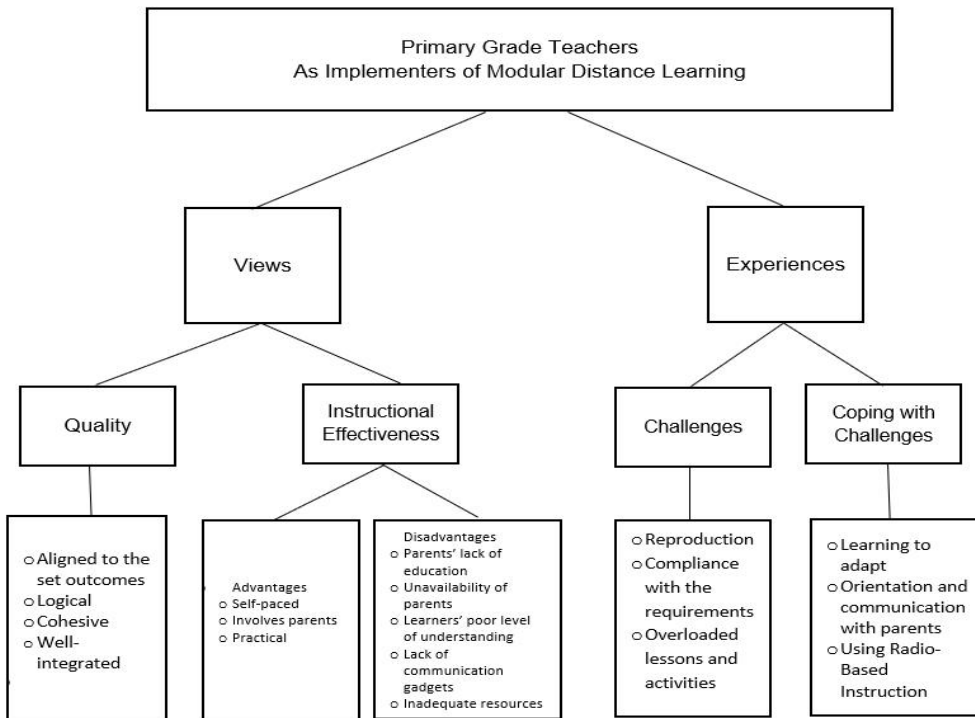 Primary Grade Teachers
As Implementers of Modular Distance Learning
Views
Experiences
Quality
Instructional
Effectiveness
Challenges
Coping with
Challenges
o Aligned to the
set outcomes
o Logical
o Cohesive
o Well-
integrated
Advantages
o Self-paced
o Involves parents
o Practical
Disadvantages
o Parents’ lack of
education
o Unavailability of
parents
o Learners’ poor level
of understanding
o Lack of
communication
gadgets
o Inadequate resources
o Reproduction
o Compliance
with the
requirements
o Overloaded
lessons and
activities
o Learning to
adapt
o Orientation and
communication
with parents
o Using Radio-
Based
Instruction